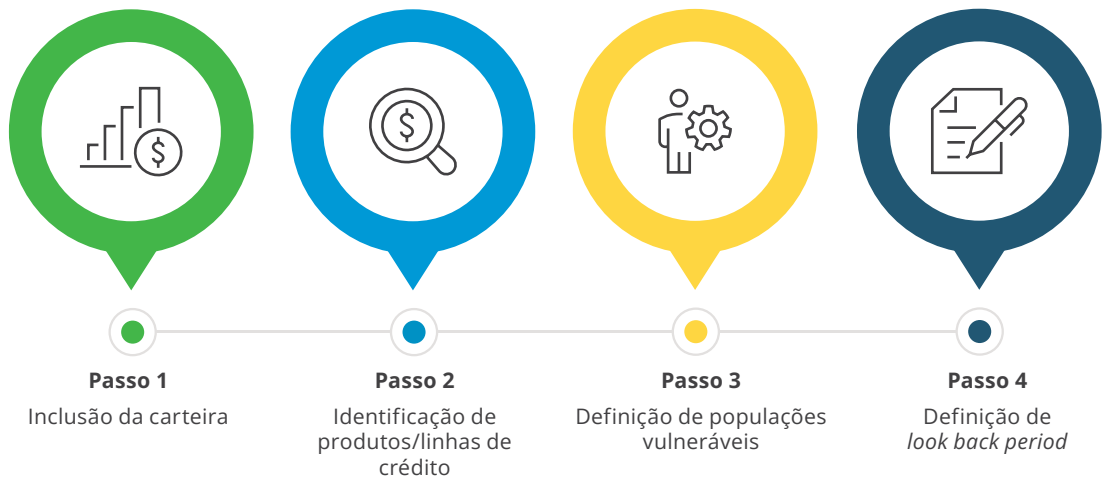 $
$
Passo 1
Inclusão da carteira
Passo 2
Identificação de
produtos/linhas de
crédito
Passo 3
Definição de populações
vulneráveis
Passo 4
Definição de
look back period